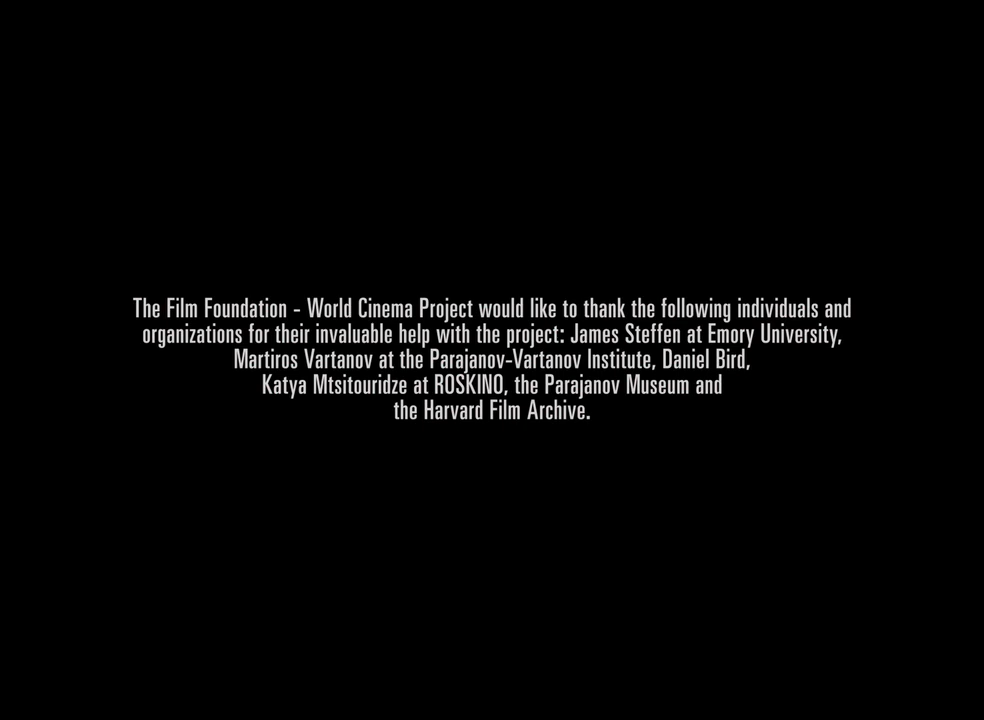 The Film Foundation - World Cinema Project would like to thank the following individuals and
organizations for their invaluable help with the project: James Steffen at Emory University,
Martiros Vartanov at the Parajanov-Vartanov Institute, Daniel Bird,
Katya Mtsitouridze at ROSKINO, the Parajanov Museum and
the Harvard Film Archive.